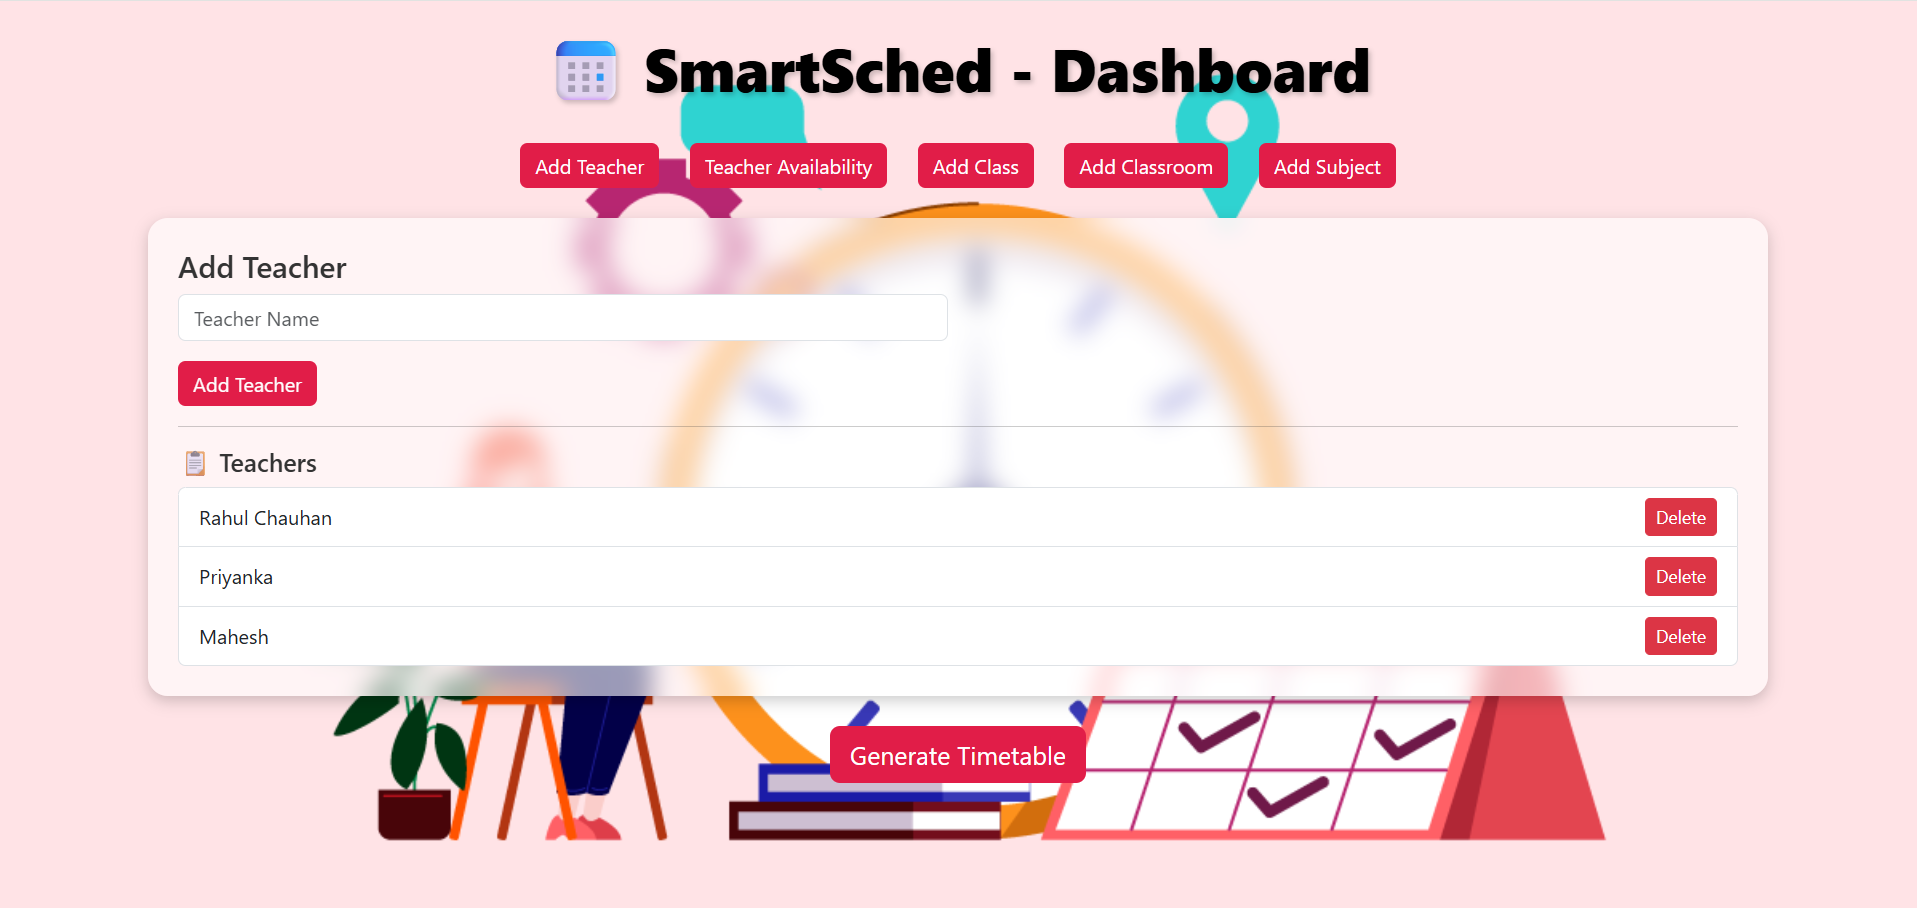 SmartSched - Dashboard
Add Teacher Teacher Availability Add Class Add Classroom Add Subject
Add Teacher
Teacher Name
Add Teacher
Teachers
Rahul Chauhan Delete
Priyanka Delete
Mahesh Delete
Generate Timetable